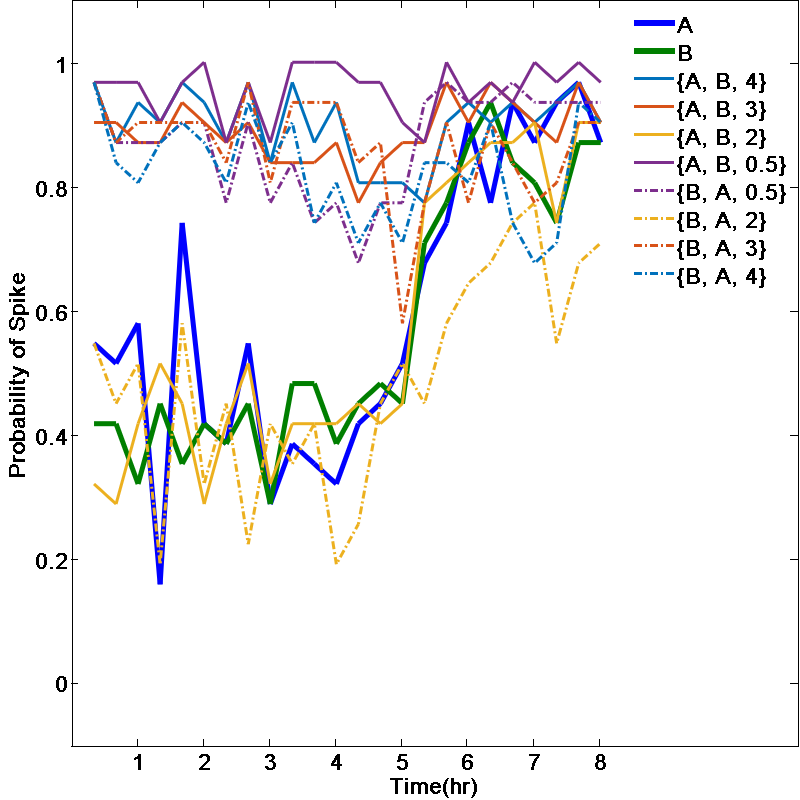 A
B
{A, B, 4}
{A, B, 3}
{A, B, 2}
{A, B, 0.5}
{B, A, 0.5}
{B, A, 2}
{B, A, 3}
{B, A, 4}
1
0.8
0.6
0.4
0.2
0
Probability of Spike
1 2 3 4 5 6 7 8
Time(hr)